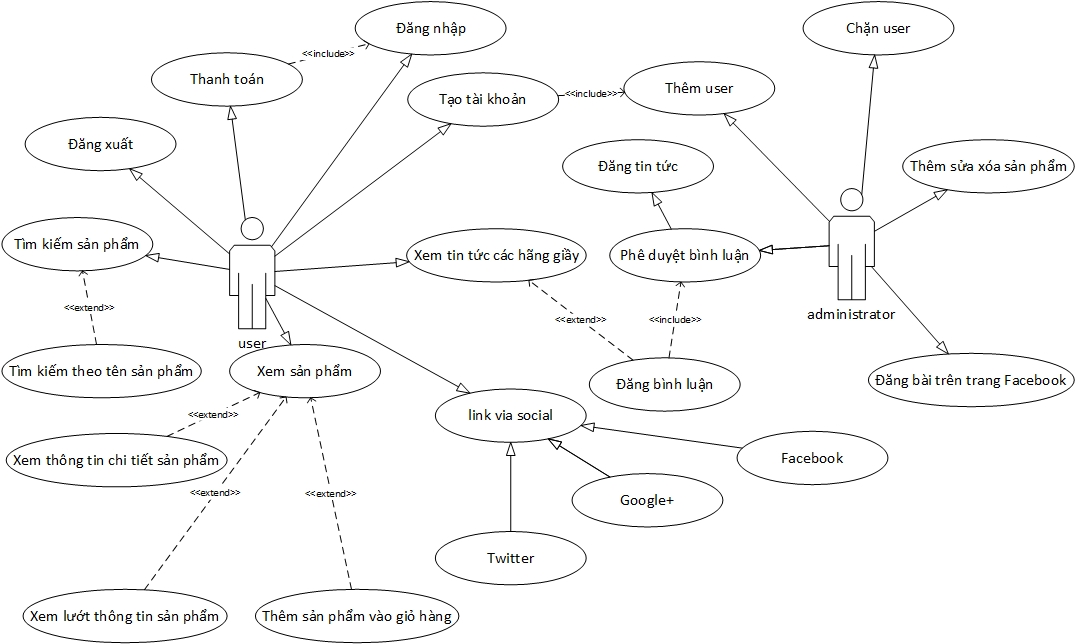 Đăng nhập
Chặn user
<<include>>
Thanh toán
Tạo tài khoản
<<include>>
Thêm user
Đăng xuất
Đăng tin tức
Thêm sửa xóa sản phẩm
Tìm kiếm sản phẩm
Xem tin tức các hãng giầy
Phê duyệt bình luận
<<extend>>
administrator
<<extend>>
<<include>>
user
Tìm kiếm theo tên sản phẩm
Xem sản phẩm
Đăng bình luận
Đăng bài trên trang Facebook
<<extend>>
link via social
Xem thông tin chi tiết sản phẩm
Facebook
<<extend>>
<<extend>>
Google+
Twitter
Xem lướt thông tin sản phẩm
Thêm sản phẩm vào giỏ hàng